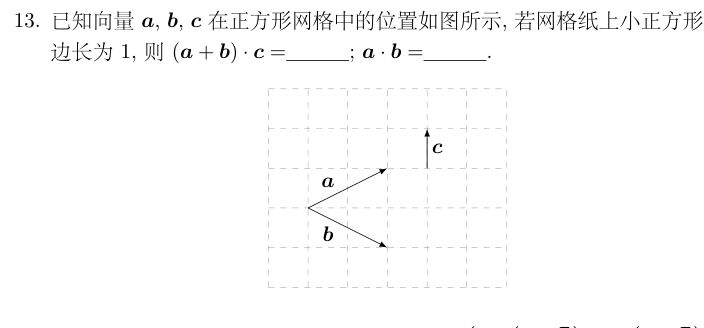 13. 已知向量 a, b, c 在正方形网格中的位置如图所示, 若网格纸上小正方形
边长为 1, 则 (a + b) · c =______; a · b =______.
c
a
b